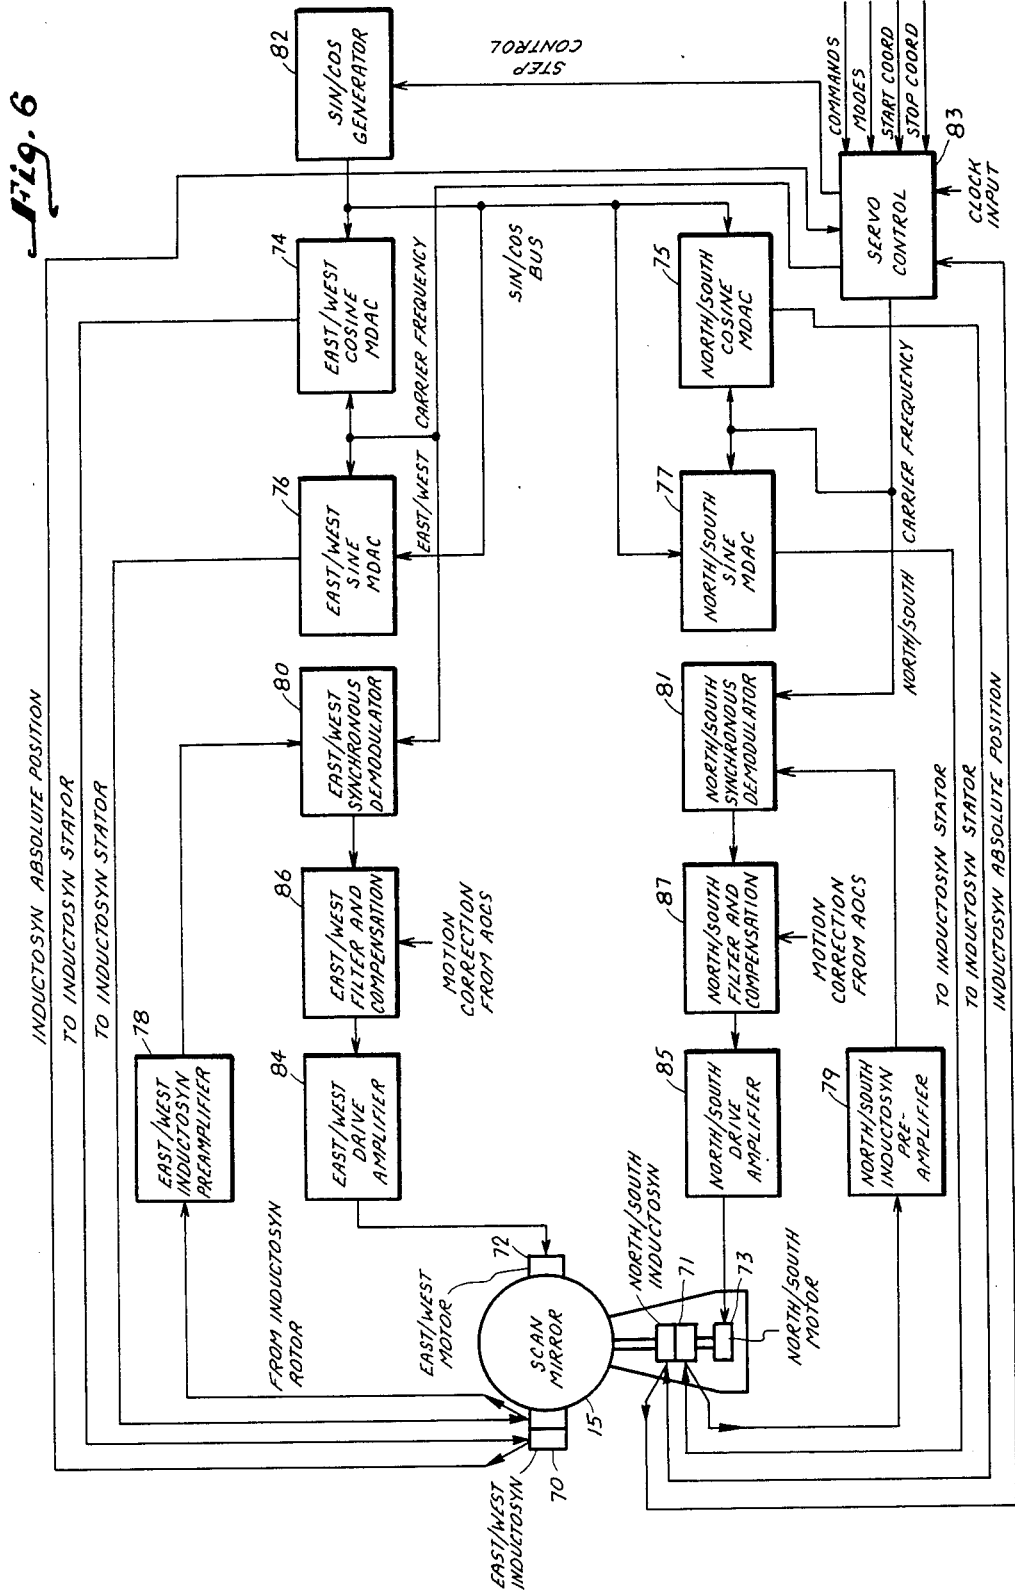 Fig. 6
INDUCTOSYN ABSOLUTE POSITION
TO INDUCTOSYN STATOR
TO INDUCTOSYN STATOR
78
EAST/WEST
INDUCTOSYN
PREAMPLIFIER
FROM INDUCTOSYN
ROTOR
84
EAST/WEST
DRIVE
AMPLIFIER
86
EAST/WEST
FILTER AND
COMPENSATION
MOTION
CORRECTION
FROM AOCS
80
EAST/WEST
SYNCHRONOUS
DEMODULATOR
76
EAST/WEST
SINE
MDAC
74
EAST/WEST
COSINE
MDAC
82
SIN/COS
GENERATOR
EAST/WEST CARRIER FREQUENCY
STEP
CONTROL
SIN/COS
BUS
EAST/WEST
INDUCTOSYN
70
15
SCAN
MIRROR
EAST/WEST
MOTOR
72
NORTH/SOUTH
INDUCTOSYN
71
73
NORTH/SOUTH
MOTOR
85
NORTH/SOUTH
DRIVE
AMPLIFIER
87
NORTH/SOUTH
FILTER AND
COMPENSATION
MOTION
CORRECTION
FROM AOCS
81
NORTH/SOUTH
SYNCHRONOUS
DEMODULATOR
77
NORTH/SOUTH
SINE
MDAC
75
NORTH/SOUTH
COSINE
MDAC
NORTH/SOUTH CARRIER FREQUENCY
79
NORTH/SOUTH
INDUCTOSYN
PRE-
AMPLIFIER
TO INDUCTOSYN STATOR
TO INDUCTOSYN STATOR
INDUCTOSYN ABSOLUTE POSITION
SERVO
CONTROL
83
COMMANDS
MODES
START COORD
STOP COORD
CLOCK
INPUT